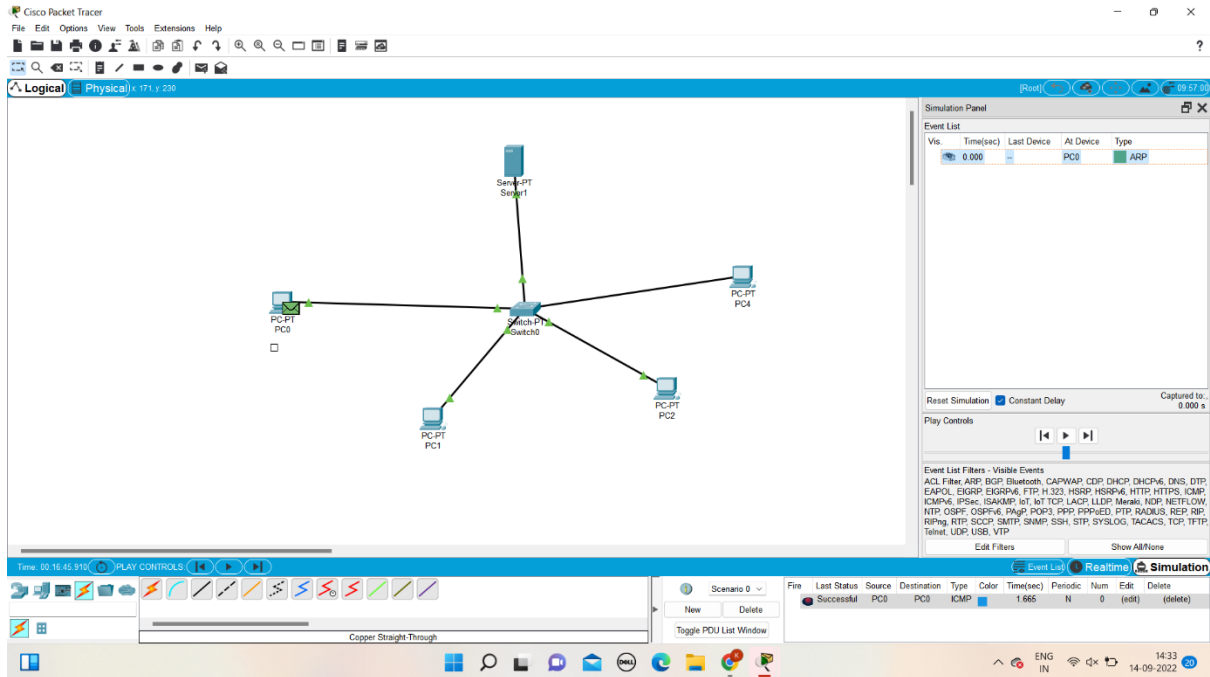 Cisco Packet Tracer
File Edit Options View Tools Extensions Help
?
Logical Physical x: 171, y: 230 [Root] 09:57:00
Simulation Panel
Event List
Vis. Time(sec) Last Device At Device Type
0.000 -- PC0 ARP
Server-PT
Server1
PC-PT
PC4
PC-PT
PC0
Switch-PT
Switch0
PC-PT
PC2
PC-PT
PC1
Reset Simulation Constant Delay Captured to:
0.000 s
Play Controls
Event List Filters - Visible Events
ACL Filter, ARP, BGP, Bluetooth, CAPWAP, CDP, DHCP, DHCPv6, DNS, DTP,
EAPOL, EIGRP, EIGRPv6, FTP, H.323, HSRP, HSRPv6, HTTP, HTTPS, ICMP,
ICMPv6, IPSec, ISAKMP, IoT, IoT TCP, LACP, LLDP, Meraki, NDP, NETFLOW,
NTP, OSPF, OSPFv6, PAgP, POP3, PPP, PPPoED, PTP, RADIUS, REP, RIP,
RIPng, RTP, SCCP, SMTP, SNMP, SSH, STP, SYSLOG, TACACS, TCP, TFTP,
Telnet, UDP, USB, VTP
Edit Filters Show All/None
Time: 00:16:45.910 PLAY CONTROLS: Event List Realtime Simulation
Scenario 0
New Delete
Toggle PDU List Window
Fire Last Status Source Destination Type Color Time(sec) Periodic Num Edit Delete
Successful PC0 PC0 ICMP 1.665 N 0 (edit) (delete)
Copper Straight-Through
DELL
K
ENG
IN
14:33
14-09-2022
20